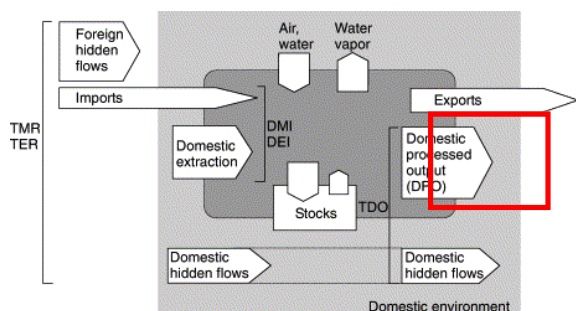 Foreign
hidden
flows
Air,
water
Water
vapor
Imports
Exports
TMR
TER
DMI
DEI
Domestic
extraction
Domestic
processed
output
(DPO)
Stocks
TDO
Domestic
hidden flows
Domestic
hidden flows
Domestic environment